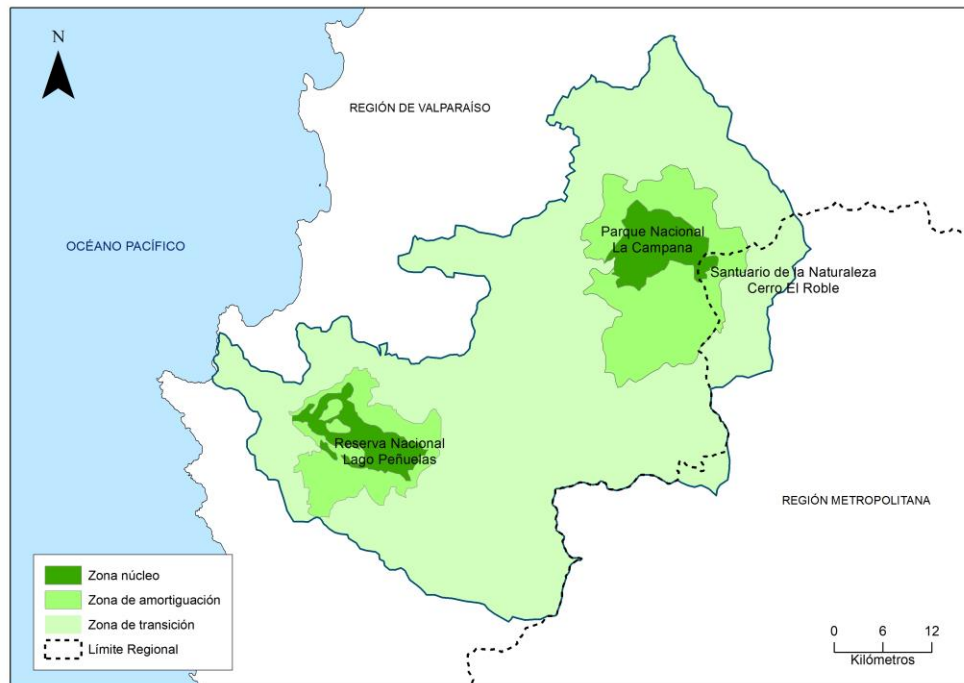 N
REGIÓN DE VALPARAÍSO
OCÉANO PACÍFICO
Parque Nacional
La Campana
Santuario de la Naturaleza
Cerro El Roble
Reserva Nacional
Lago Peñuelas
REGIÓN METROPOLITANA
Zona núcleo
Zona de amortiguación
Zona de transición
Límite Regional
0 6 12
Kilómetros